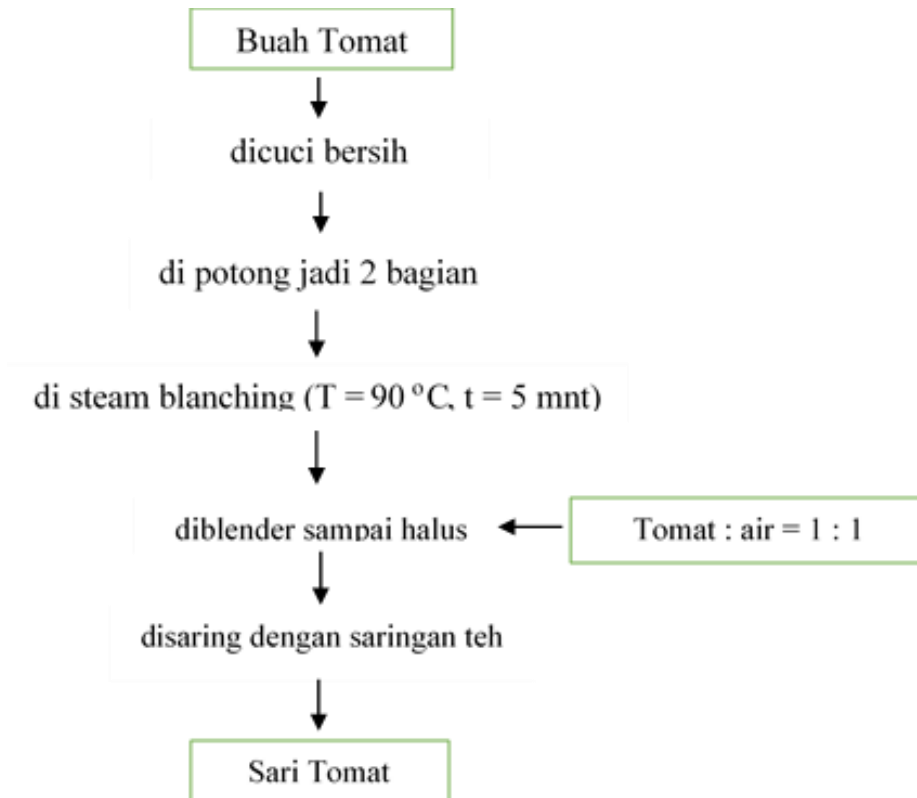 Buah Tomat
dicuci bersih
di potong jadi 2 bagian
di steam blanching (T = 90 °C, t = 5 mnt)
diblender sampai halus
Tomat : air = 1 : 1
disaring dengan saringan teh
Sari Tomat